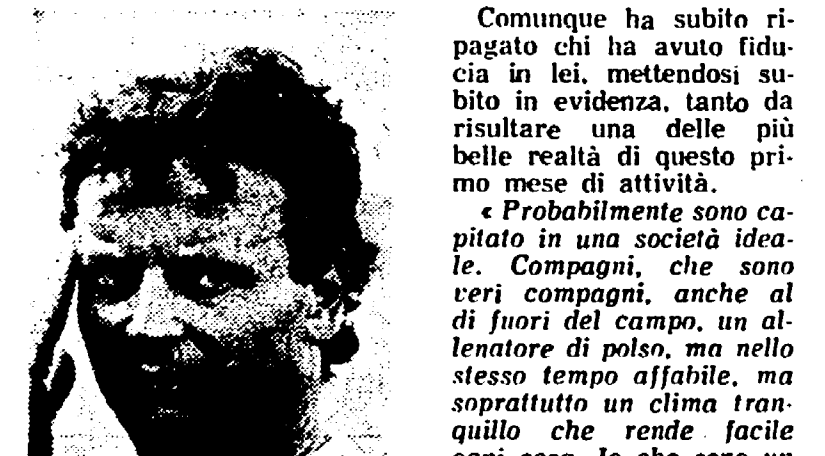 Comunque ha subito ri-
pagato chi ha avuto fidu-
cia in lei, mettendosi su-
bito in evidenza, tanto da
risultare una delle più
belle realtà di questo pri-
mo mese di attività.
« Probabilmente sono ca-
pitato in una società idea-
le. Compagni, che sono
veri compagni, anche al
di fuori del campo, un al-
lenatore di polso, ma nello
stesso tempo affabile, ma
soprattutto un clima tran-
quillo che rende facile